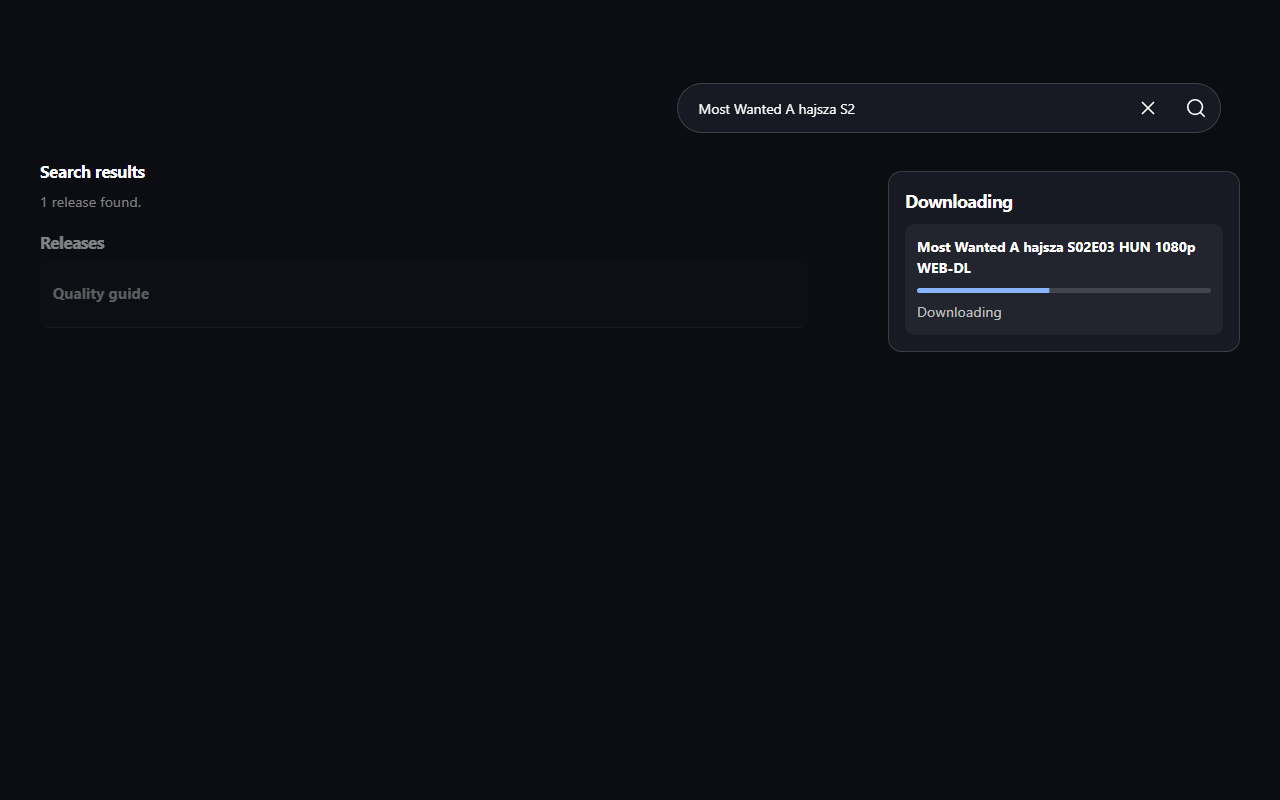 Most Wanted A hajsza S2
Search results
1 release found.
Releases
Quality guide
Downloading
Most Wanted A hajsza S02E03 HUN 1080p
WEB-DL
Downloading